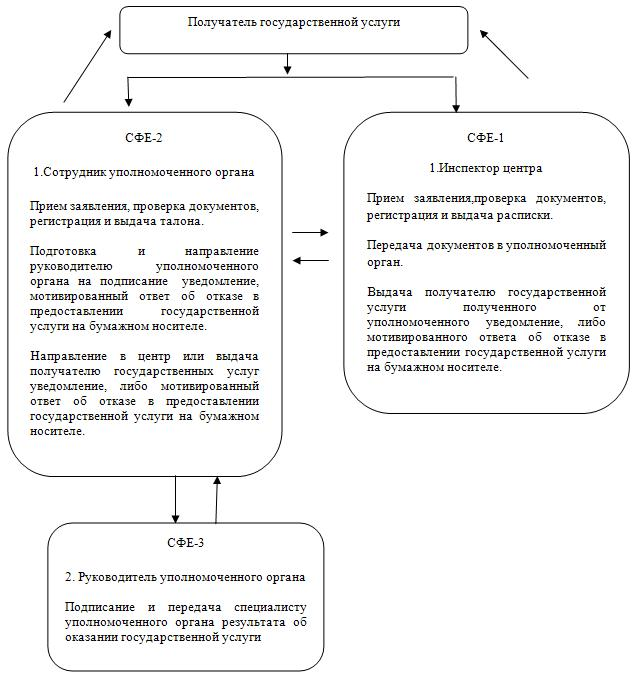 Получатель государственной услуги
СФЕ-2
1.Сотрудник уполномоченного органа
Прием заявления, проверка документов,
регистрация и выдача талона.
Подготовка и направление
руководителю уполномоченного
органа на подписание уведомление,
мотивированный ответ об отказе в
предоставлении государственной
услуги на бумажном носителе.
Направление в центр или выдача
получателю государственных услуг
уведомление, либо мотивированный
ответ об отказе в предоставлении
государственной услуги на бумажном
носителе.
СФЕ-1
1.Инспектор центра
Прием заявления,проверка документов,
регистрация и выдача расписки.
Передача документов в уполномоченный
орган.
Выдача получателю государственной
услуги полученного от
уполномоченного уведомление, либо
мотивированного ответа об отказе в
предоставлении государственной услуги
на бумажном носителе.
СФЕ-3
2. Руководитель уполномоченного органа
Подписание и передача специалисту
уполномоченного органа результата об
оказании государственной услуги